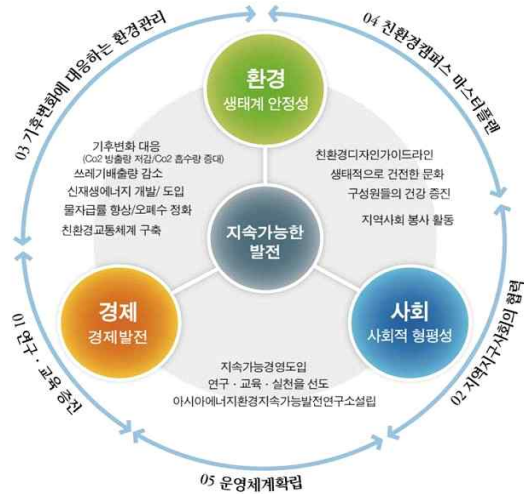 03 기후변화에 대응하는 환경관리
04 친환경캠퍼스 마스터플랜
환경
생태계 안정성
기후변화 대응
(Co2 방출량 저감/Co2 흡수량 증대)
쓰레기배출량 감소
신재생에너지 개발/ 도입
물자급률 향상/오폐수 정화
친환경교통체계 구축
친환경디자인가이드라인
생태적으로 건전한 문화
구성원들의 건강 증진
지역사회 봉사 활동
지속가능한
발전
경제
경제발전
사회
사회적 형평성
지속가능경영도입
연구 · 교육 · 실천을 선도
아시아에너지환경지속가능발전연구소설립
01 연구 · 교육 증진
02 지역지구사회의 협력
05 운영체계확립